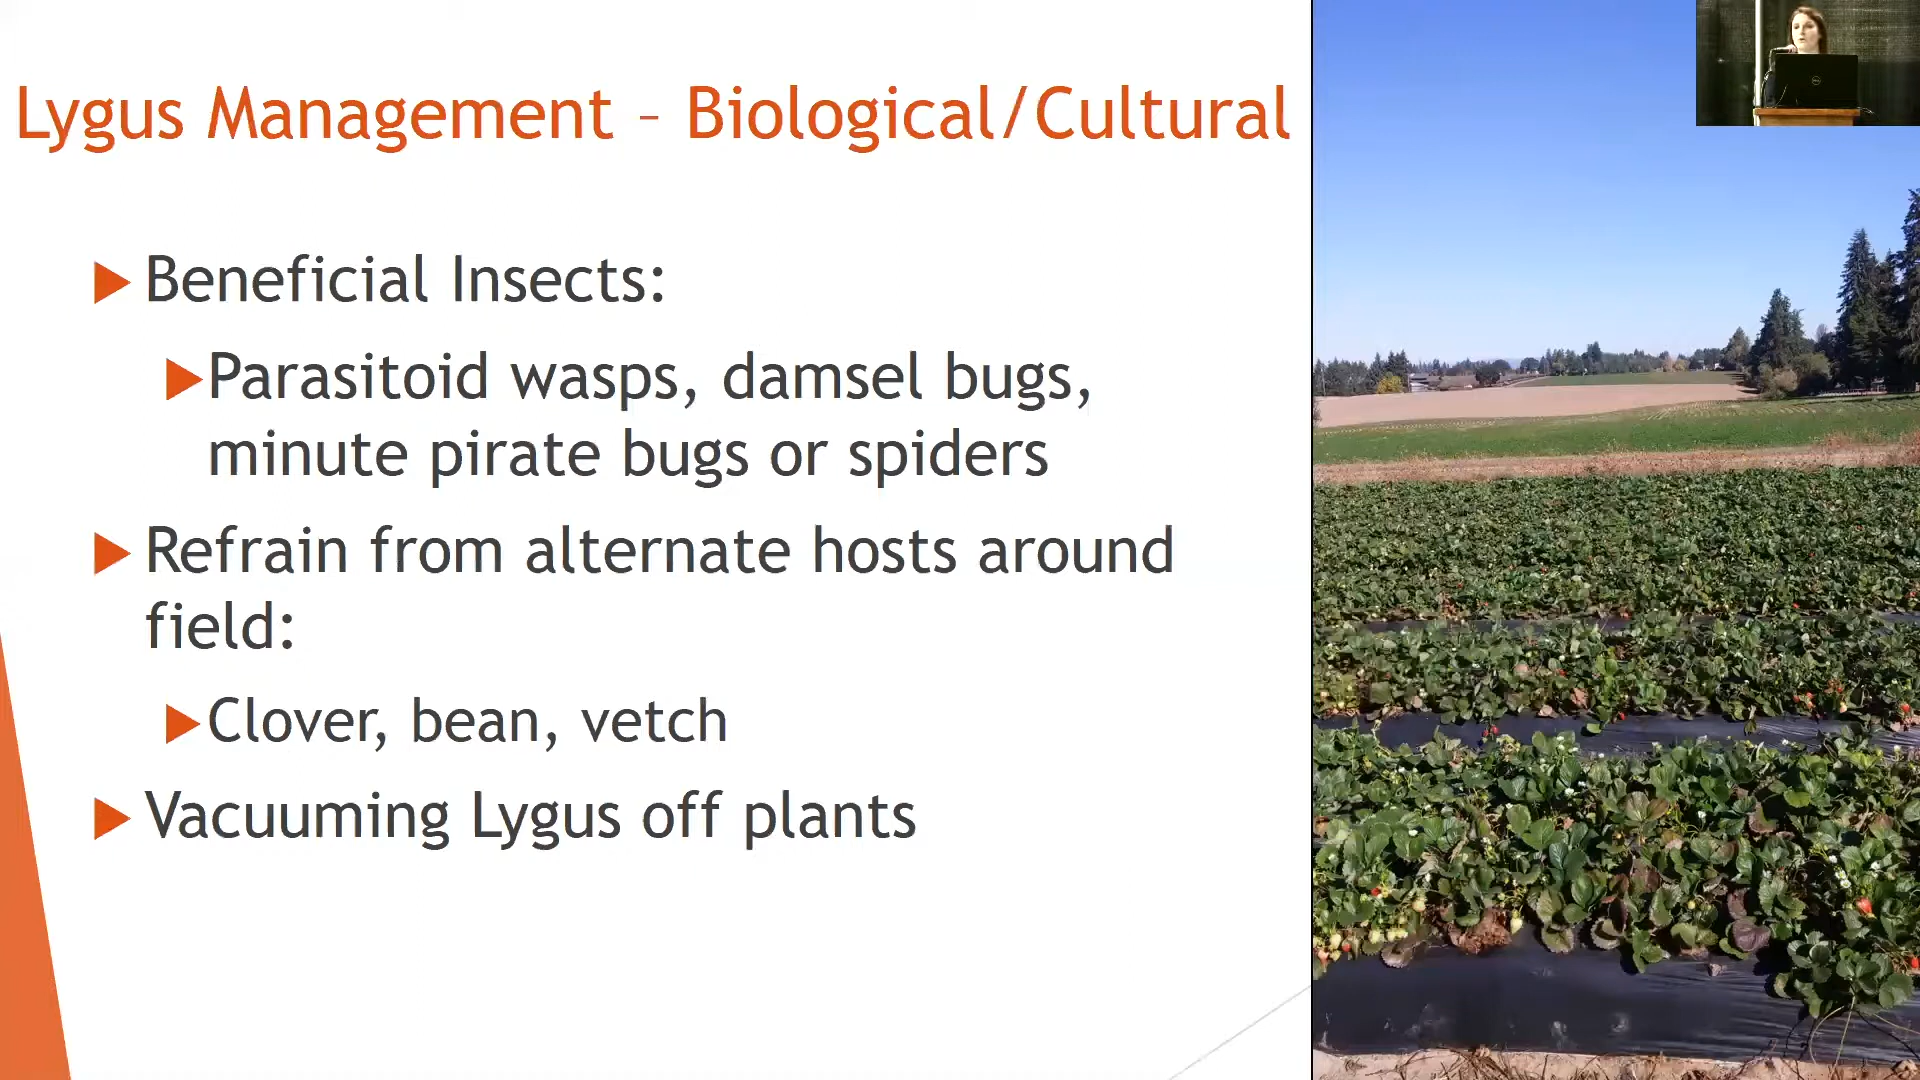 Lygus Management – Biological/Cultural
Beneficial Insects:
Parasitoid wasps, damsel bugs,
minute pirate bugs or spiders
Refrain from alternate hosts around
field:
Clover, bean, vetch
Vacuuming Lygus off plants